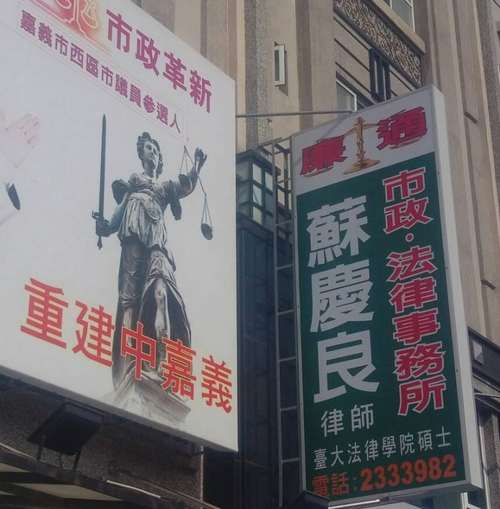 市政革新
嘉義市西區市議員參選人
重建中嘉義
廉通
市政·法律事務所
蘇慶良
律師
臺大法律學院碩士
電話:2333982